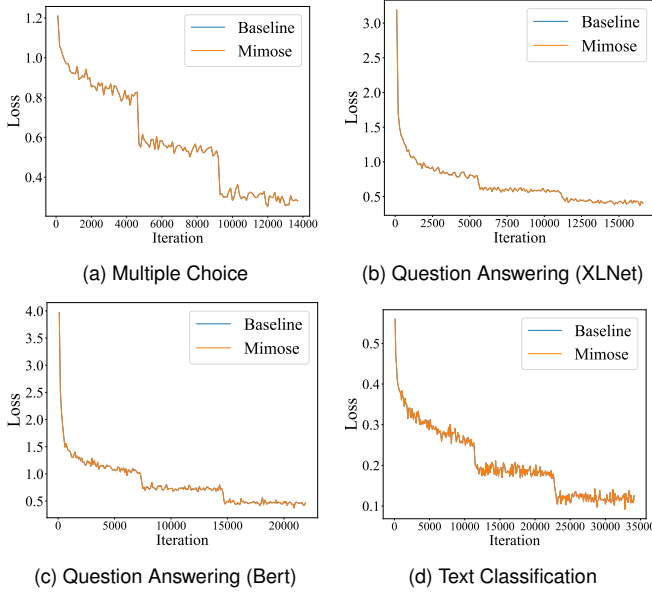 1.2
1.0
0.8
0.6
0.4
Loss
Baseline
Mimose
0 2000 4000 6000 8000 10000 12000 14000
Iteration
(a) Multiple Choice
3.0
2.5
2.0
1.5
1.0
0.5
Loss
Baseline
Mimose
0 2500 5000 7500 10000 12500 15000
Iteration
(b) Question Answering (XLNet)
4.0
3.5
3.0
2.5
2.0
1.5
1.0
0.5
Loss
Baseline
Mimose
0 5000 10000 15000 20000
Iteration
(c) Question Answering (Bert)
0.5
0.4
0.3
0.2
0.1
Loss
Baseline
Mimose
0 5000 10000 15000 20000 25000 30000 35000
Iteration
(d) Text Classification